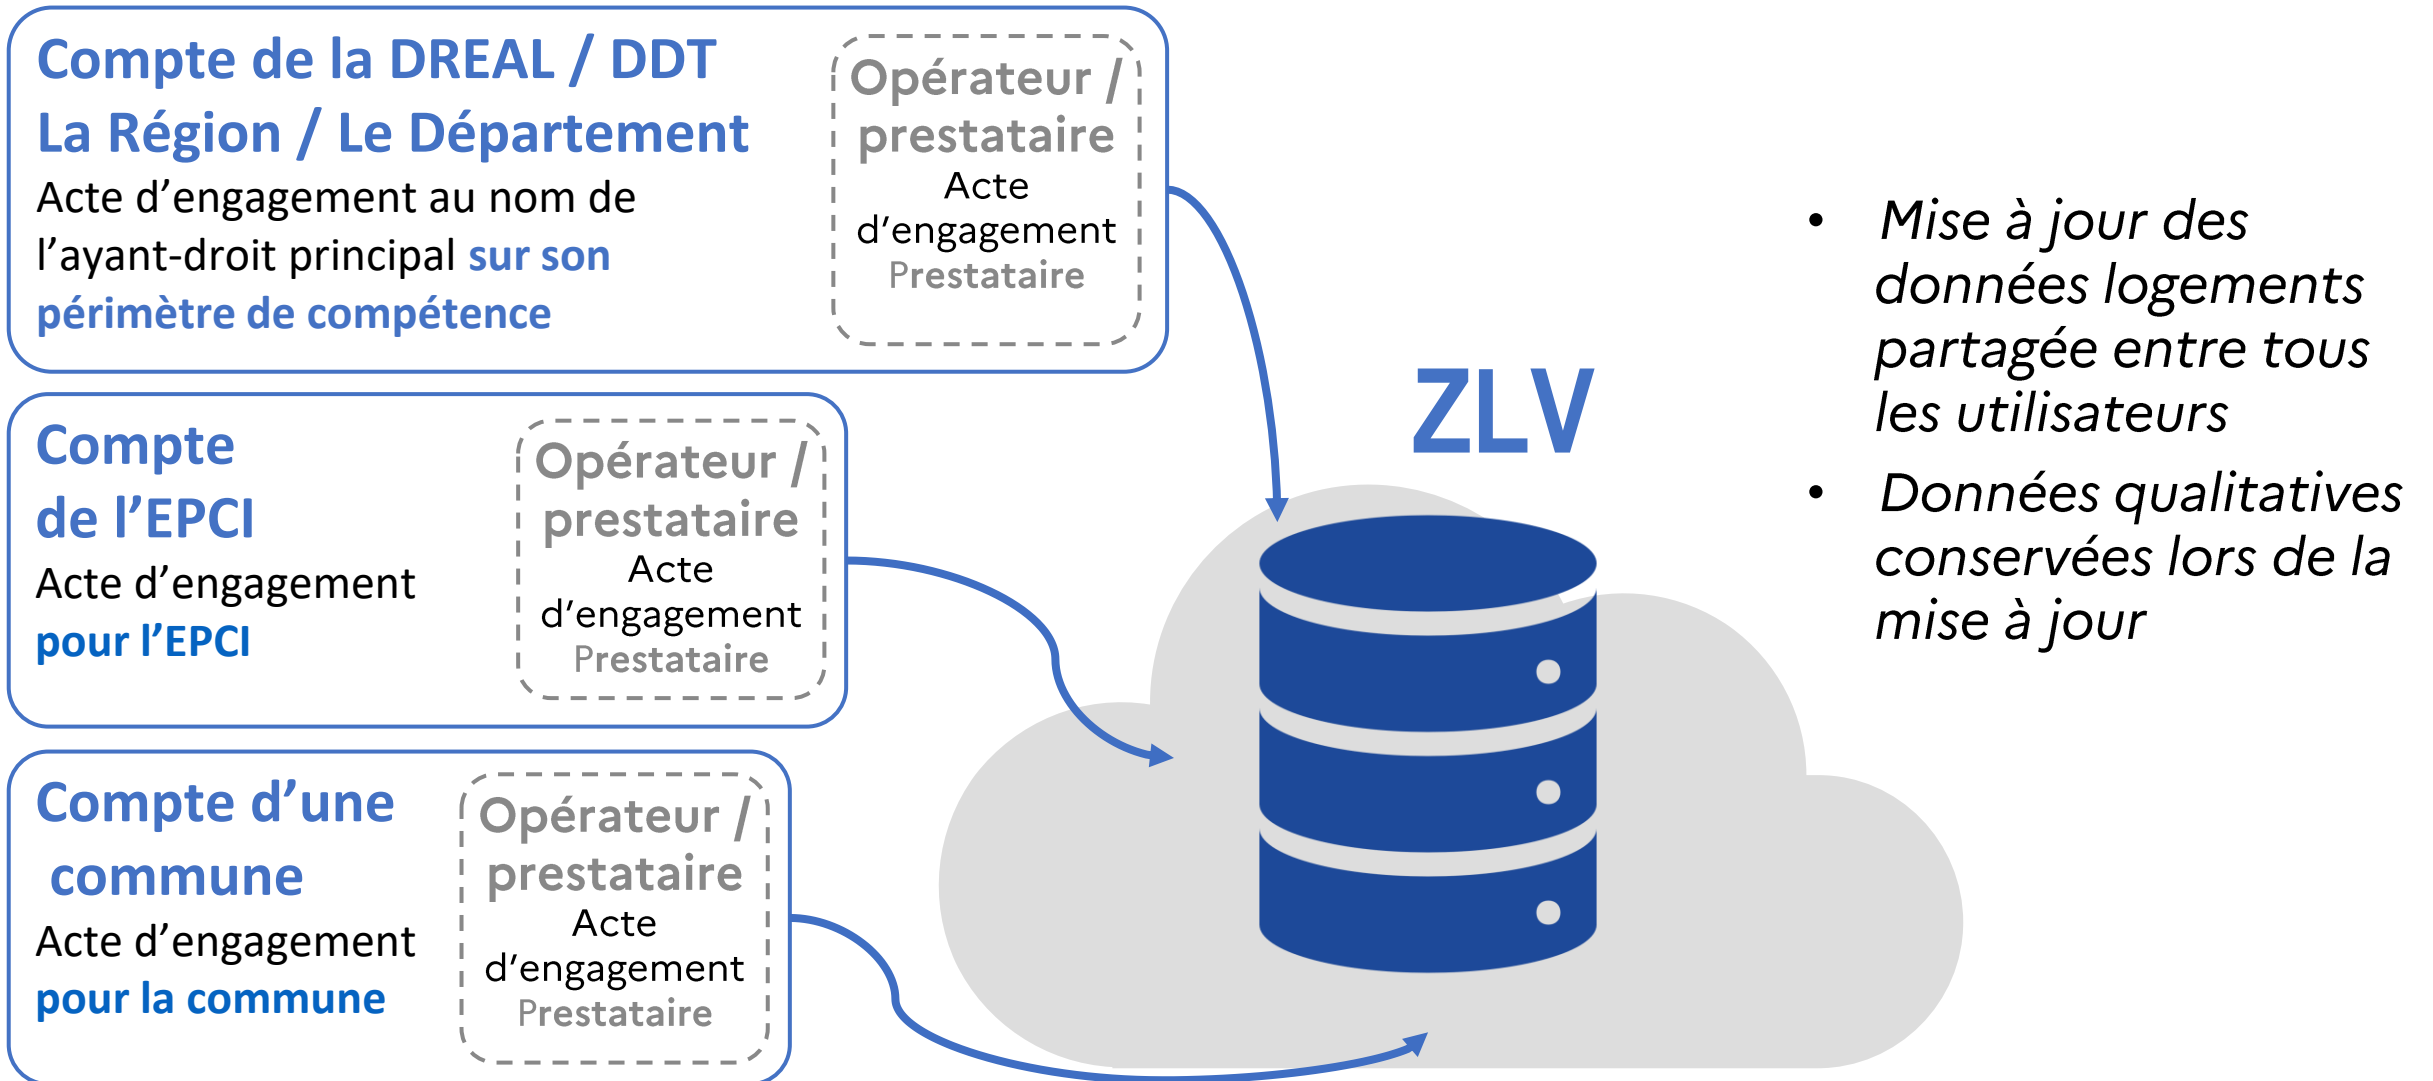 Compte de la DREAL / DDT
La Région / Le Département
Acte d’engagement au nom de
l’ayant-droit principal sur son
périmètre de compétence
Opérateur /
prestataire
Acte
d’engagement
Prestataire
Compte
de l’EPCI
Acte d’engagement
pour l’EPCI
Opérateur /
prestataire
Acte
d’engagement
Prestataire
Compte d’une
commune
Acte d’engagement
pour la commune
Opérateur /
prestataire
Acte
d’engagement
Prestataire
ZLV
• Mise à jour des
données logements
partagée entre tous
les utilisateurs
• Données qualitatives
conservées lors de la
mise à jour